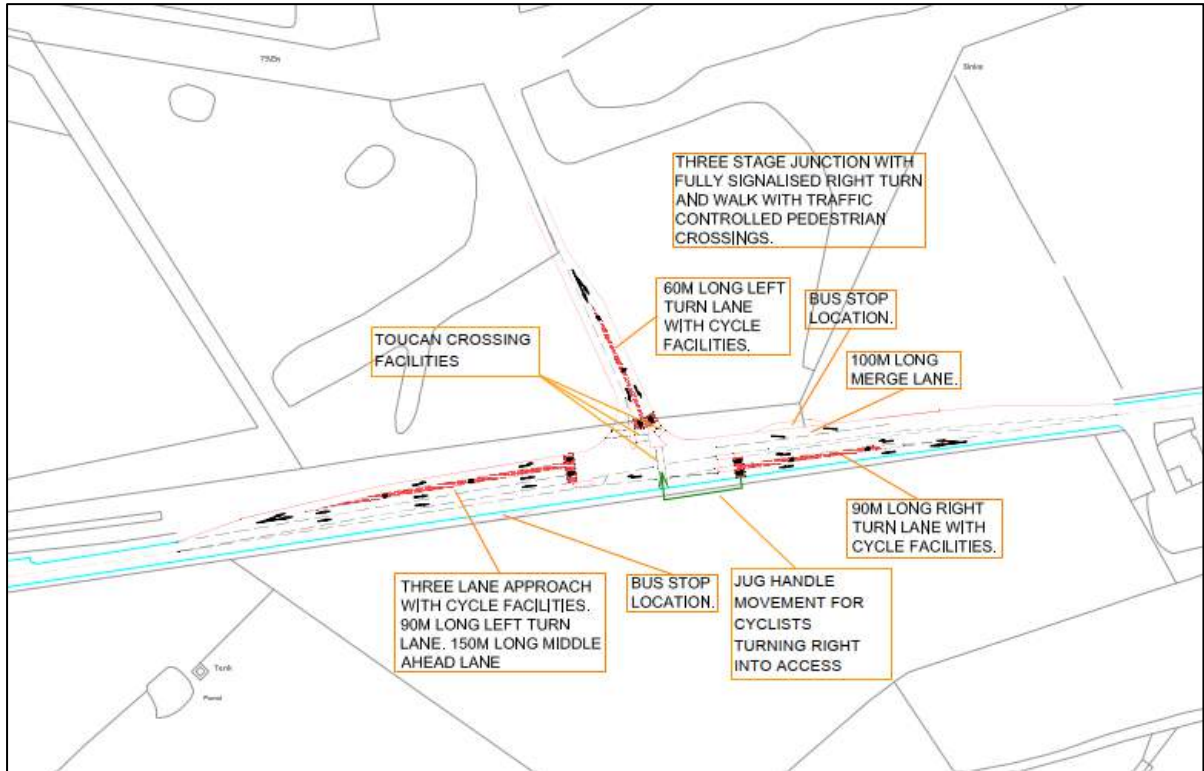 THREE STAGE JUNCTION WITH
FULLY SIGNALISED RIGHT TURN
AND WALK WITH TRAFFIC
CONTROLLED PEDESTRIAN
CROSSINGS.
60M LONG LEFT
TURN LANE
WITH CYCLE
FACILITIES.
BUS STOP
LOCATION.
TOUCAN CROSSING
FACILITIES
100M LONG
MERGE LANE.
90M LONG RIGHT
TURN LANE WITH
CYCLE FACILITIES.
THREE LANE APPROACH
WITH CYCLE FACILITIES.
90M LONG LEFT TURN
LANE. 150M LONG MIDDLE
AHEAD LANE
BUS STOP
LOCATION.
JUG HANDLE
MOVEMENT FOR
CYCLISTS
TURNING RIGHT
INTO ACCESS
Tank
Pond